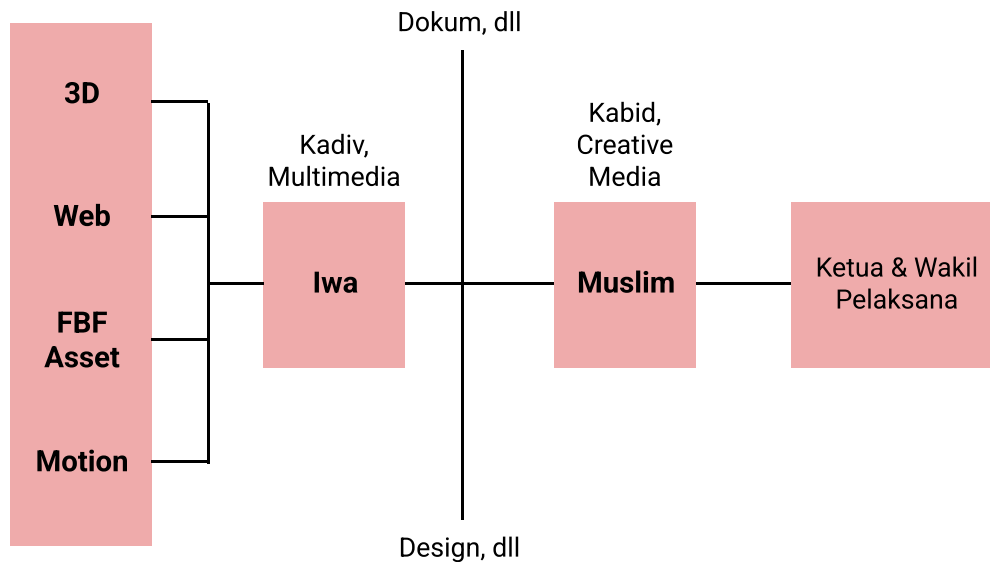 Dokum, dll
3D
Web
FBF
Asset
Motion
Kadiv,
Multimedia
Iwa
Kabid,
Creative
Media
Muslim
Ketua & Wakil
Pelaksana
Design, dll